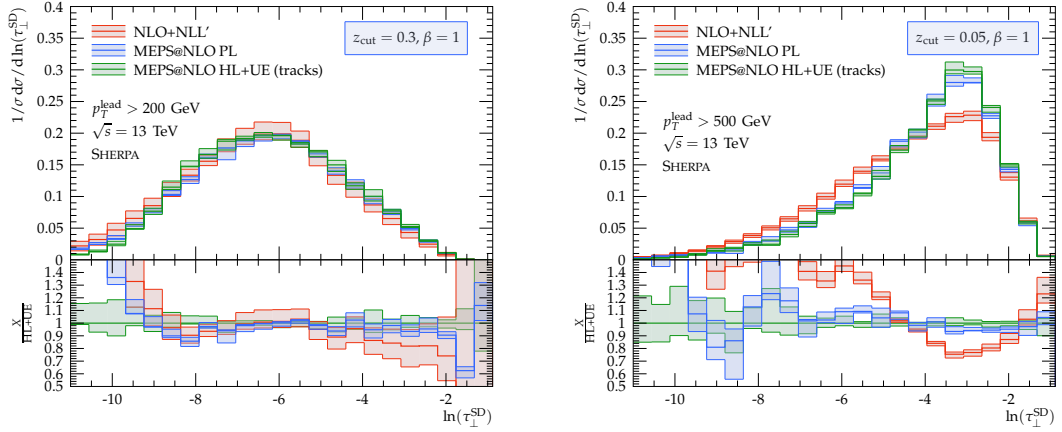 NLO+NLL'
MEPS@NLO PL
MEPS@NLO HL+UE (tracks)
z_cut = 0.3, β = 1
p_T^lead > 200 GeV
√s = 13 TeV
SHERPA
1/σ dσ/d ln(τ_⊥^SD)
0.4
0.35
0.3
0.25
0.2
0.15
0.1
0.05
0
X
HL+UE
1.4
1.3
1.2
1.1
1
0.9
0.8
0.7
0.6
0.5
-10
-8
-6
-4
-2
ln(τ_⊥^SD)
NLO+NLL'
MEPS@NLO PL
MEPS@NLO HL+UE (tracks)
z_cut = 0.05, β = 1
p_T^lead > 500 GeV
√s = 13 TeV
SHERPA
1/σ dσ/d ln(τ_⊥^SD)
0.4
0.35
0.3
0.25
0.2
0.15
0.1
0.05
0
X
HL+UE
1.4
1.3
1.2
1.1
1
0.9
0.8
0.7
0.6
0.5
-10
-8
-6
-4
-2
ln(τ_⊥^SD)